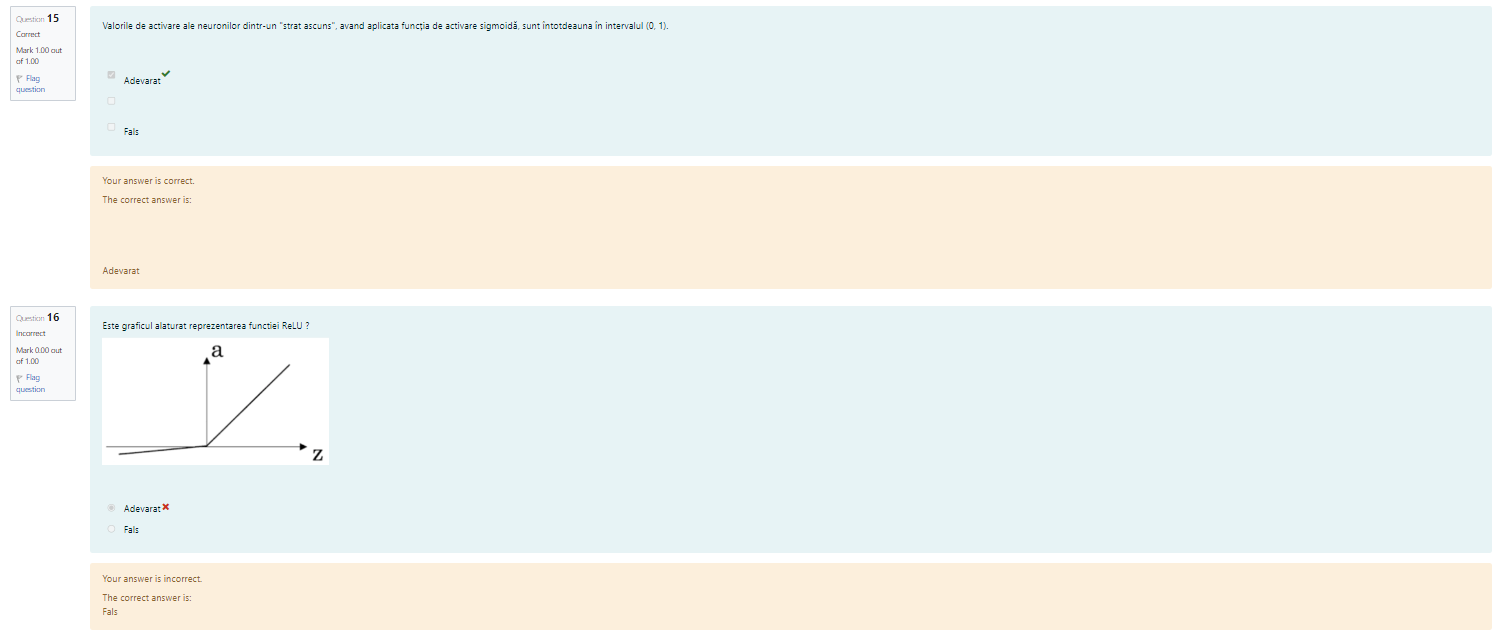 Question 15
Correct
Mark 1.00 out
of 1.00
Flag
question
Valorile de activare ale neuronilor dintr-un "strat ascuns", avand aplicata funcția de activare sigmoidă, sunt întotdeauna în intervalul (0, 1).
Adevarat
Fals
Your answer is correct.
The correct answer is:
Adevarat
Question 16
Incorrect
Mark 0.00 out
of 1.00
Flag
question
Este graficul alaturat reprezentarea functiei ReLU ?
a
z
Adevarat
Fals
Your answer is incorrect.
The correct answer is:
Fals